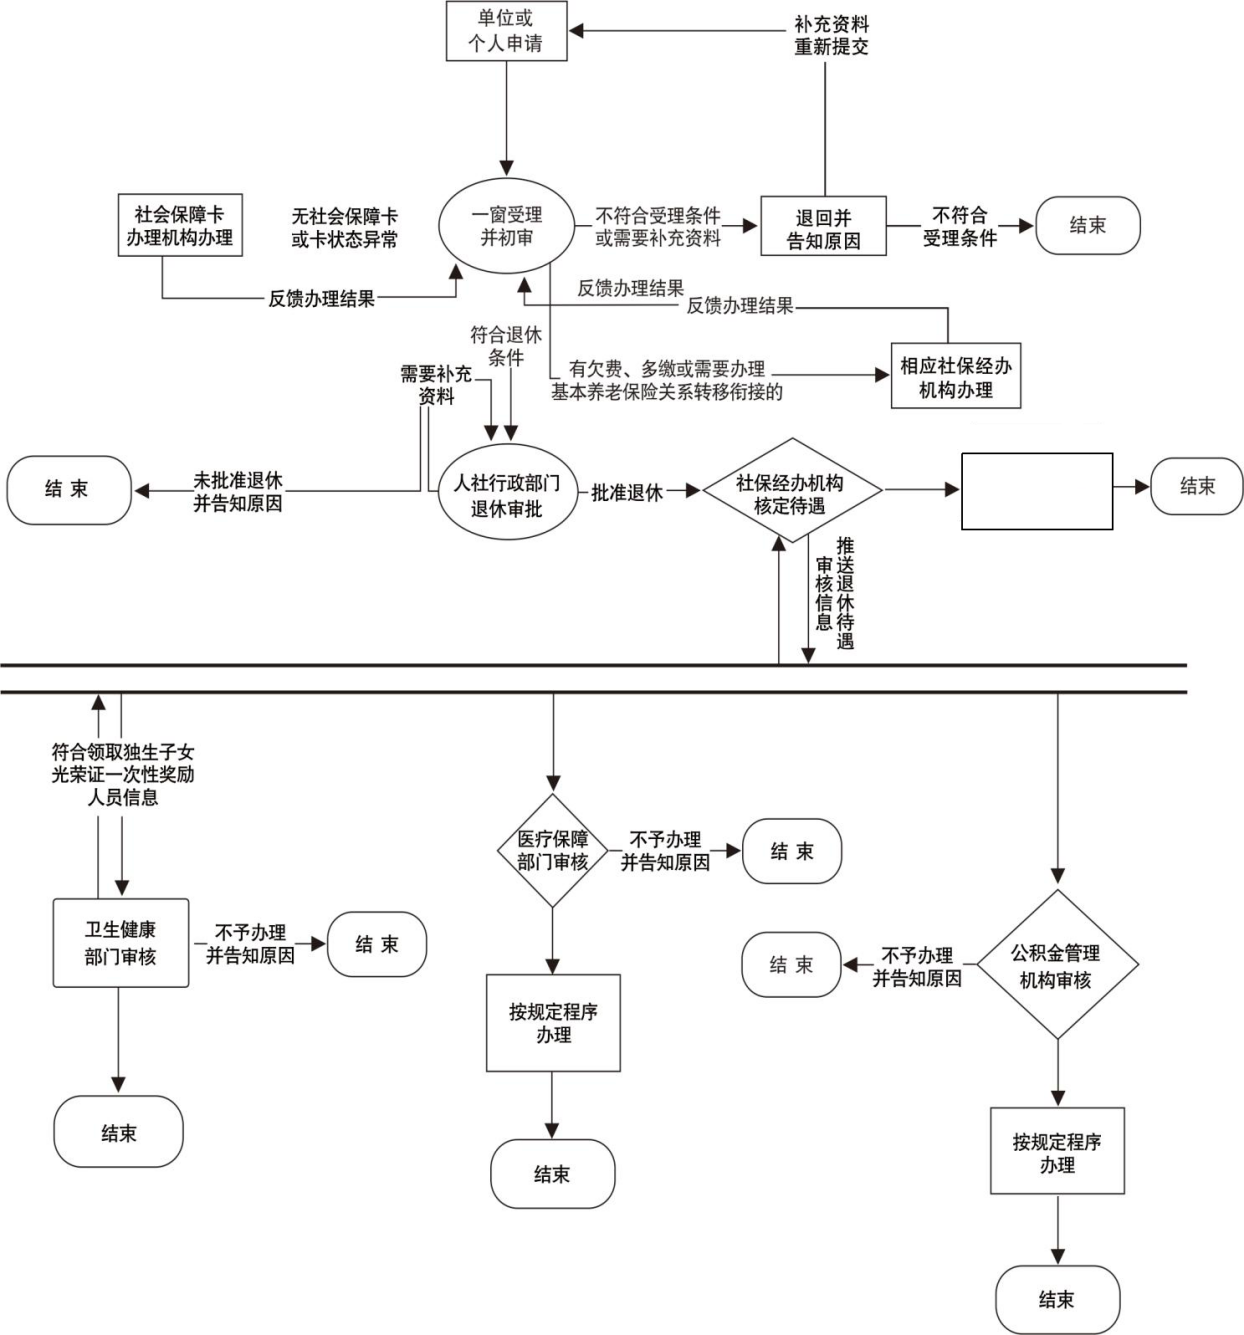 单位或
个人申请
补充资料
重新提交
社会保障卡
办理机构办理
无社会保障卡
或卡状态异常
一窗受理
并初审
不符合受理条件
或需要补充资料
退回并
告知原因
不符合
受理条件
结束
反馈办理结果
反馈办理结果
反馈办理结果
符合退休
条件
需要补充
资料
有欠费、多缴或需要办理
基本养老保险关系转移衔接的
相应社保经办
机构办理
结 束
未批准退休
并告知原因
人社行政部门
退休审批
批准退休
社保经办机构
核定待遇
结束
推送退休待遇
审核信息
符合领取独生子女
光荣证一次性奖励
人员信息
医疗保障
部门审核
不予办理
并告知原因
结 束
卫生健康
部门审核
不予办理
并告知原因
结 束
结 束
不予办理
并告知原因
公积金管理
机构审核
按规定程序
办理
结束
结束
按规定程序
办理
结束